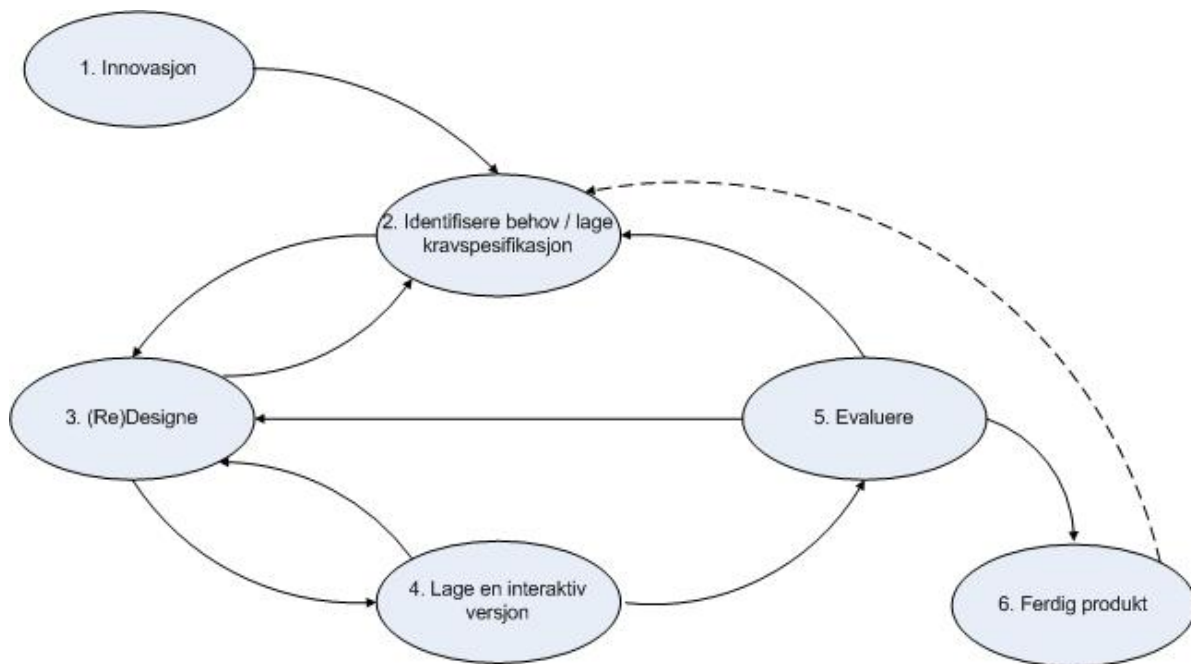 1. Innovasjon
2. Identifisere behov / lage
kravspesifikasjon
3. (Re)Designe
5. Evaluere
4. Lage en interaktiv
versjon
6. Ferdig produkt